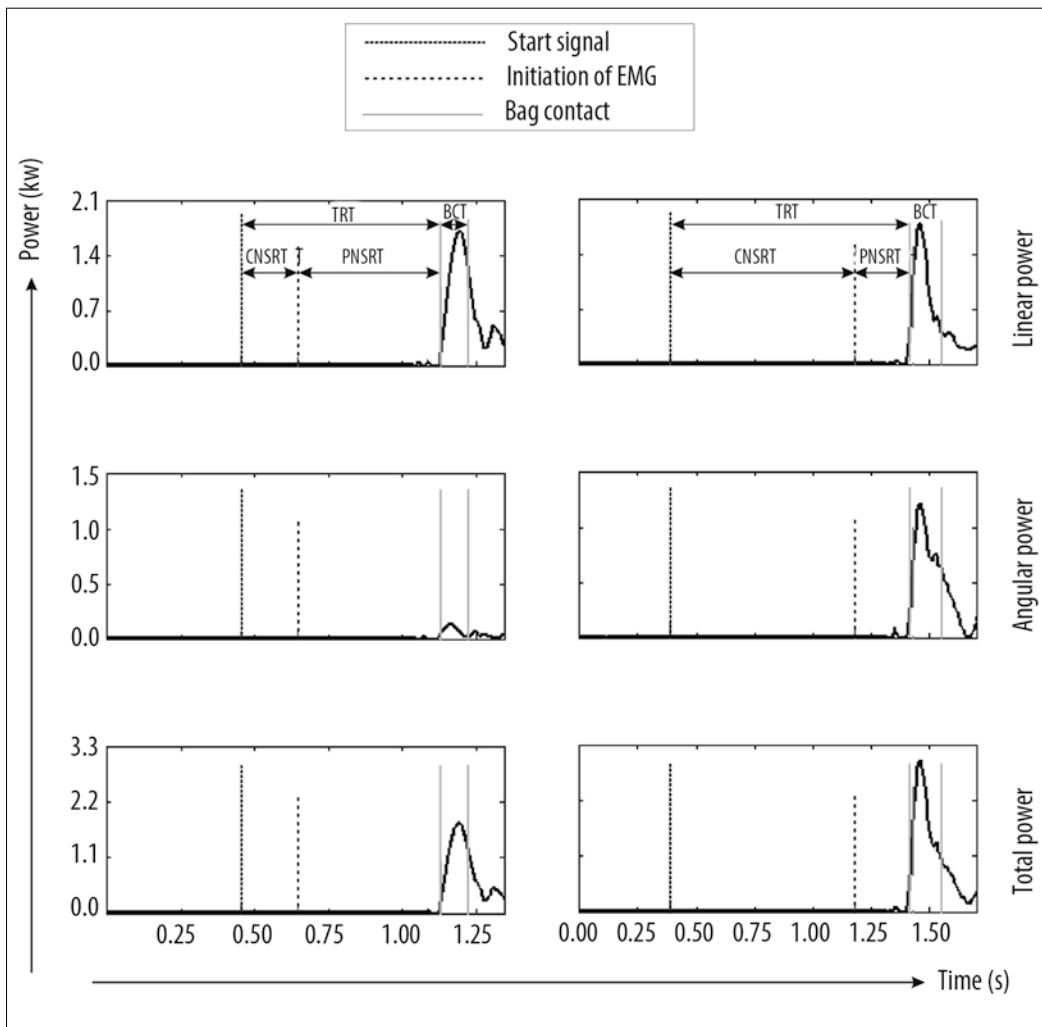 Start signal
Initiation of EMG
Bag contact
Power (kw)
2.1
1.4
0.7
0.0
TRT
BCT
CNSRT
PNSRT
TRT
BCT
CNSRT
PNSRT
Linear power
1.5
1.0
0.5
0.0
Angular power
3.3
2.2
1.1
0.0
Total power
0.25 0.50 0.75 1.00 1.25
0.00 0.25 0.50 0.75 1.00 1.25 1.50
Time (s)